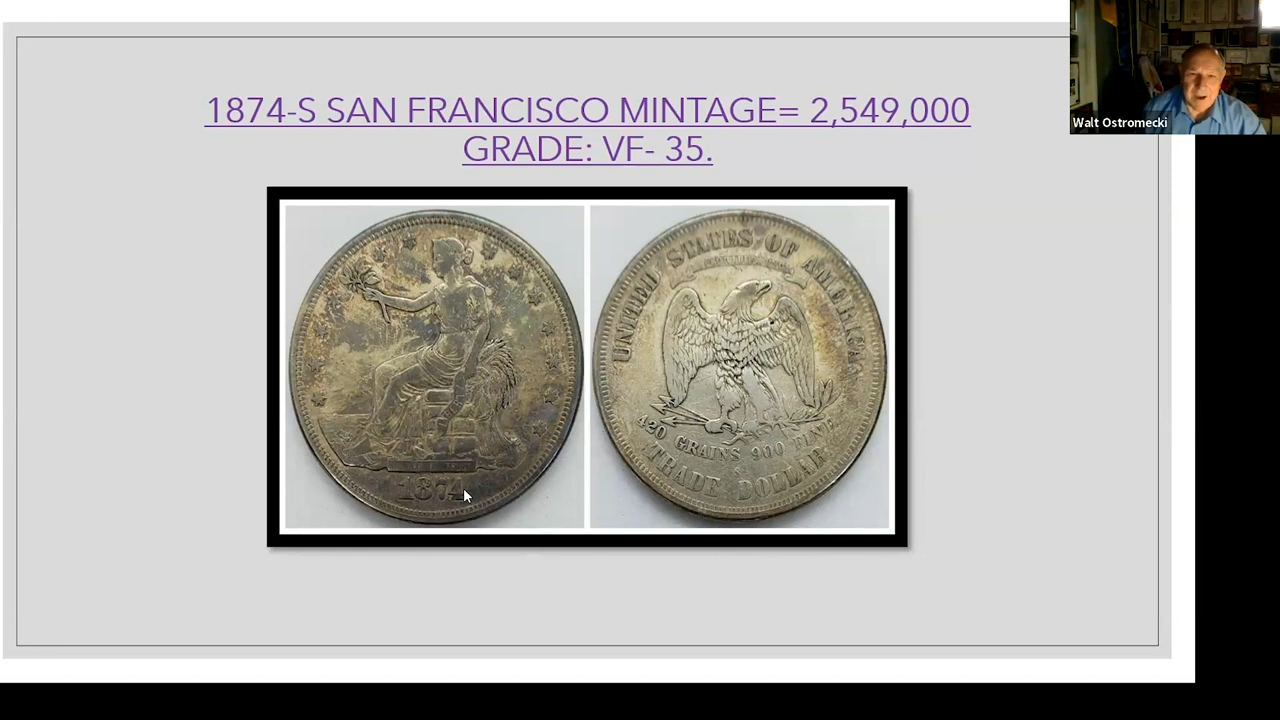 1874-S SAN FRANCISCO MINTAGE= 2,549,000
GRADE: VF- 35.
Walt Ostromecki
1874
UNITED STATES OF AMERICA
420 GRAINS 900 FINE
TRADE DOLLAR